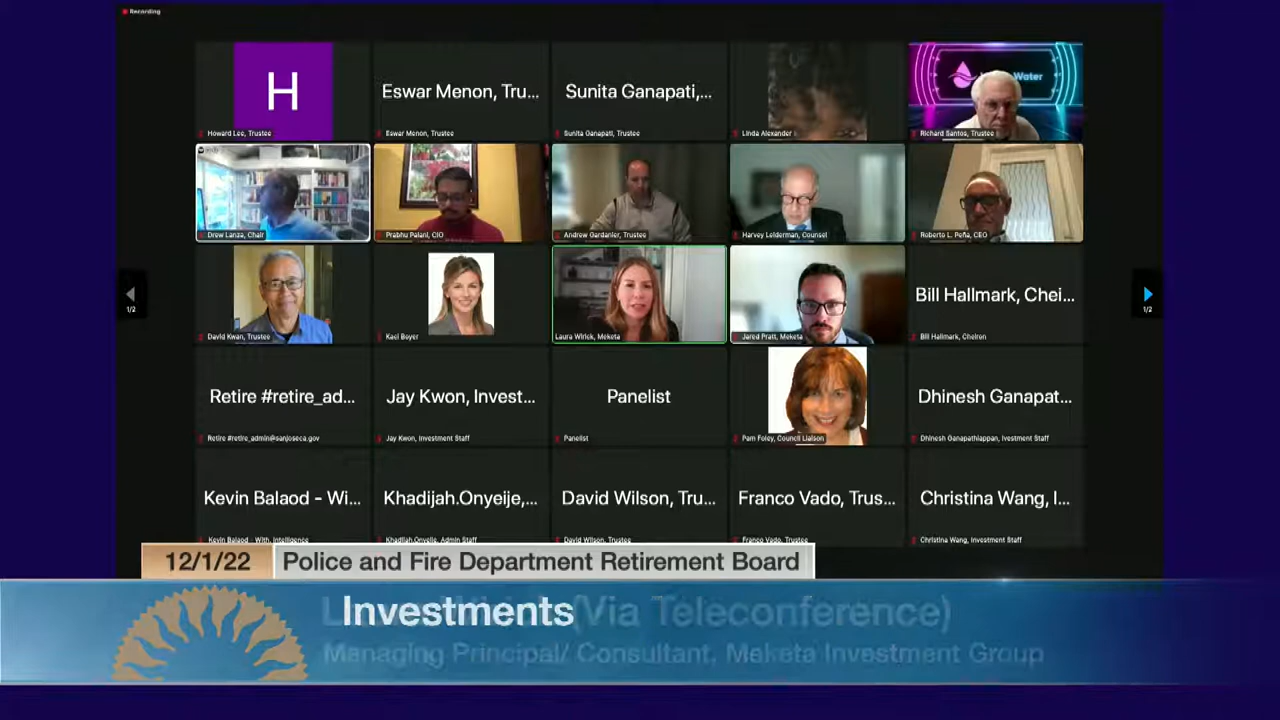 Recording
H
Eswar Menon, Tru...
Sunita Ganapati,...
Water
Howard Lee, Trustee
Eswar Menon, Trustee
Sunita Ganapati, Trustee
Linda Alexander
Richard Santos, Trustee
Drew Lanza, Chair
Prabhu Palani, CIO
Andrew Gardanier, Trustee
Harvey Leiderman, Counsel
Roberto L. Peña, CEO
Bill Hallmark, Chei...
David Kwan, Trustee
Kaci Boyer
Laura Wirick, Meketa
Jared Pratt, Meketa
Bill Hallmark, Cheiron
1/2
1/2
Retire #retire_ad...
Jay Kwon, Invest...
Panelist
Dhinesh Ganapat...
Retire #retire_admin@sanjoseca.gov
Jay Kwon, Investment Staff
Panelist
Pam Foley, Council Liaison
Dhinesh Ganapathiappan, Ivestment Staff
Kevin Balaod - Wi...
Khadijah.Onyeije,...
David Wilson, Tru...
Franco Vado, Trus...
Christina Wang, I...
Kevin Balaod - With. Intelligence
Khadijah.Onyeije, Admin Staff
David Wilson, Trustee
Franco Vado, Trustee
Christina Wang, Investment Staff
12/1/22
Police and Fire Department Retirement Board
Investments
(Via Teleconference)
Managing Principal/ Consultant, Meketa Investment Group